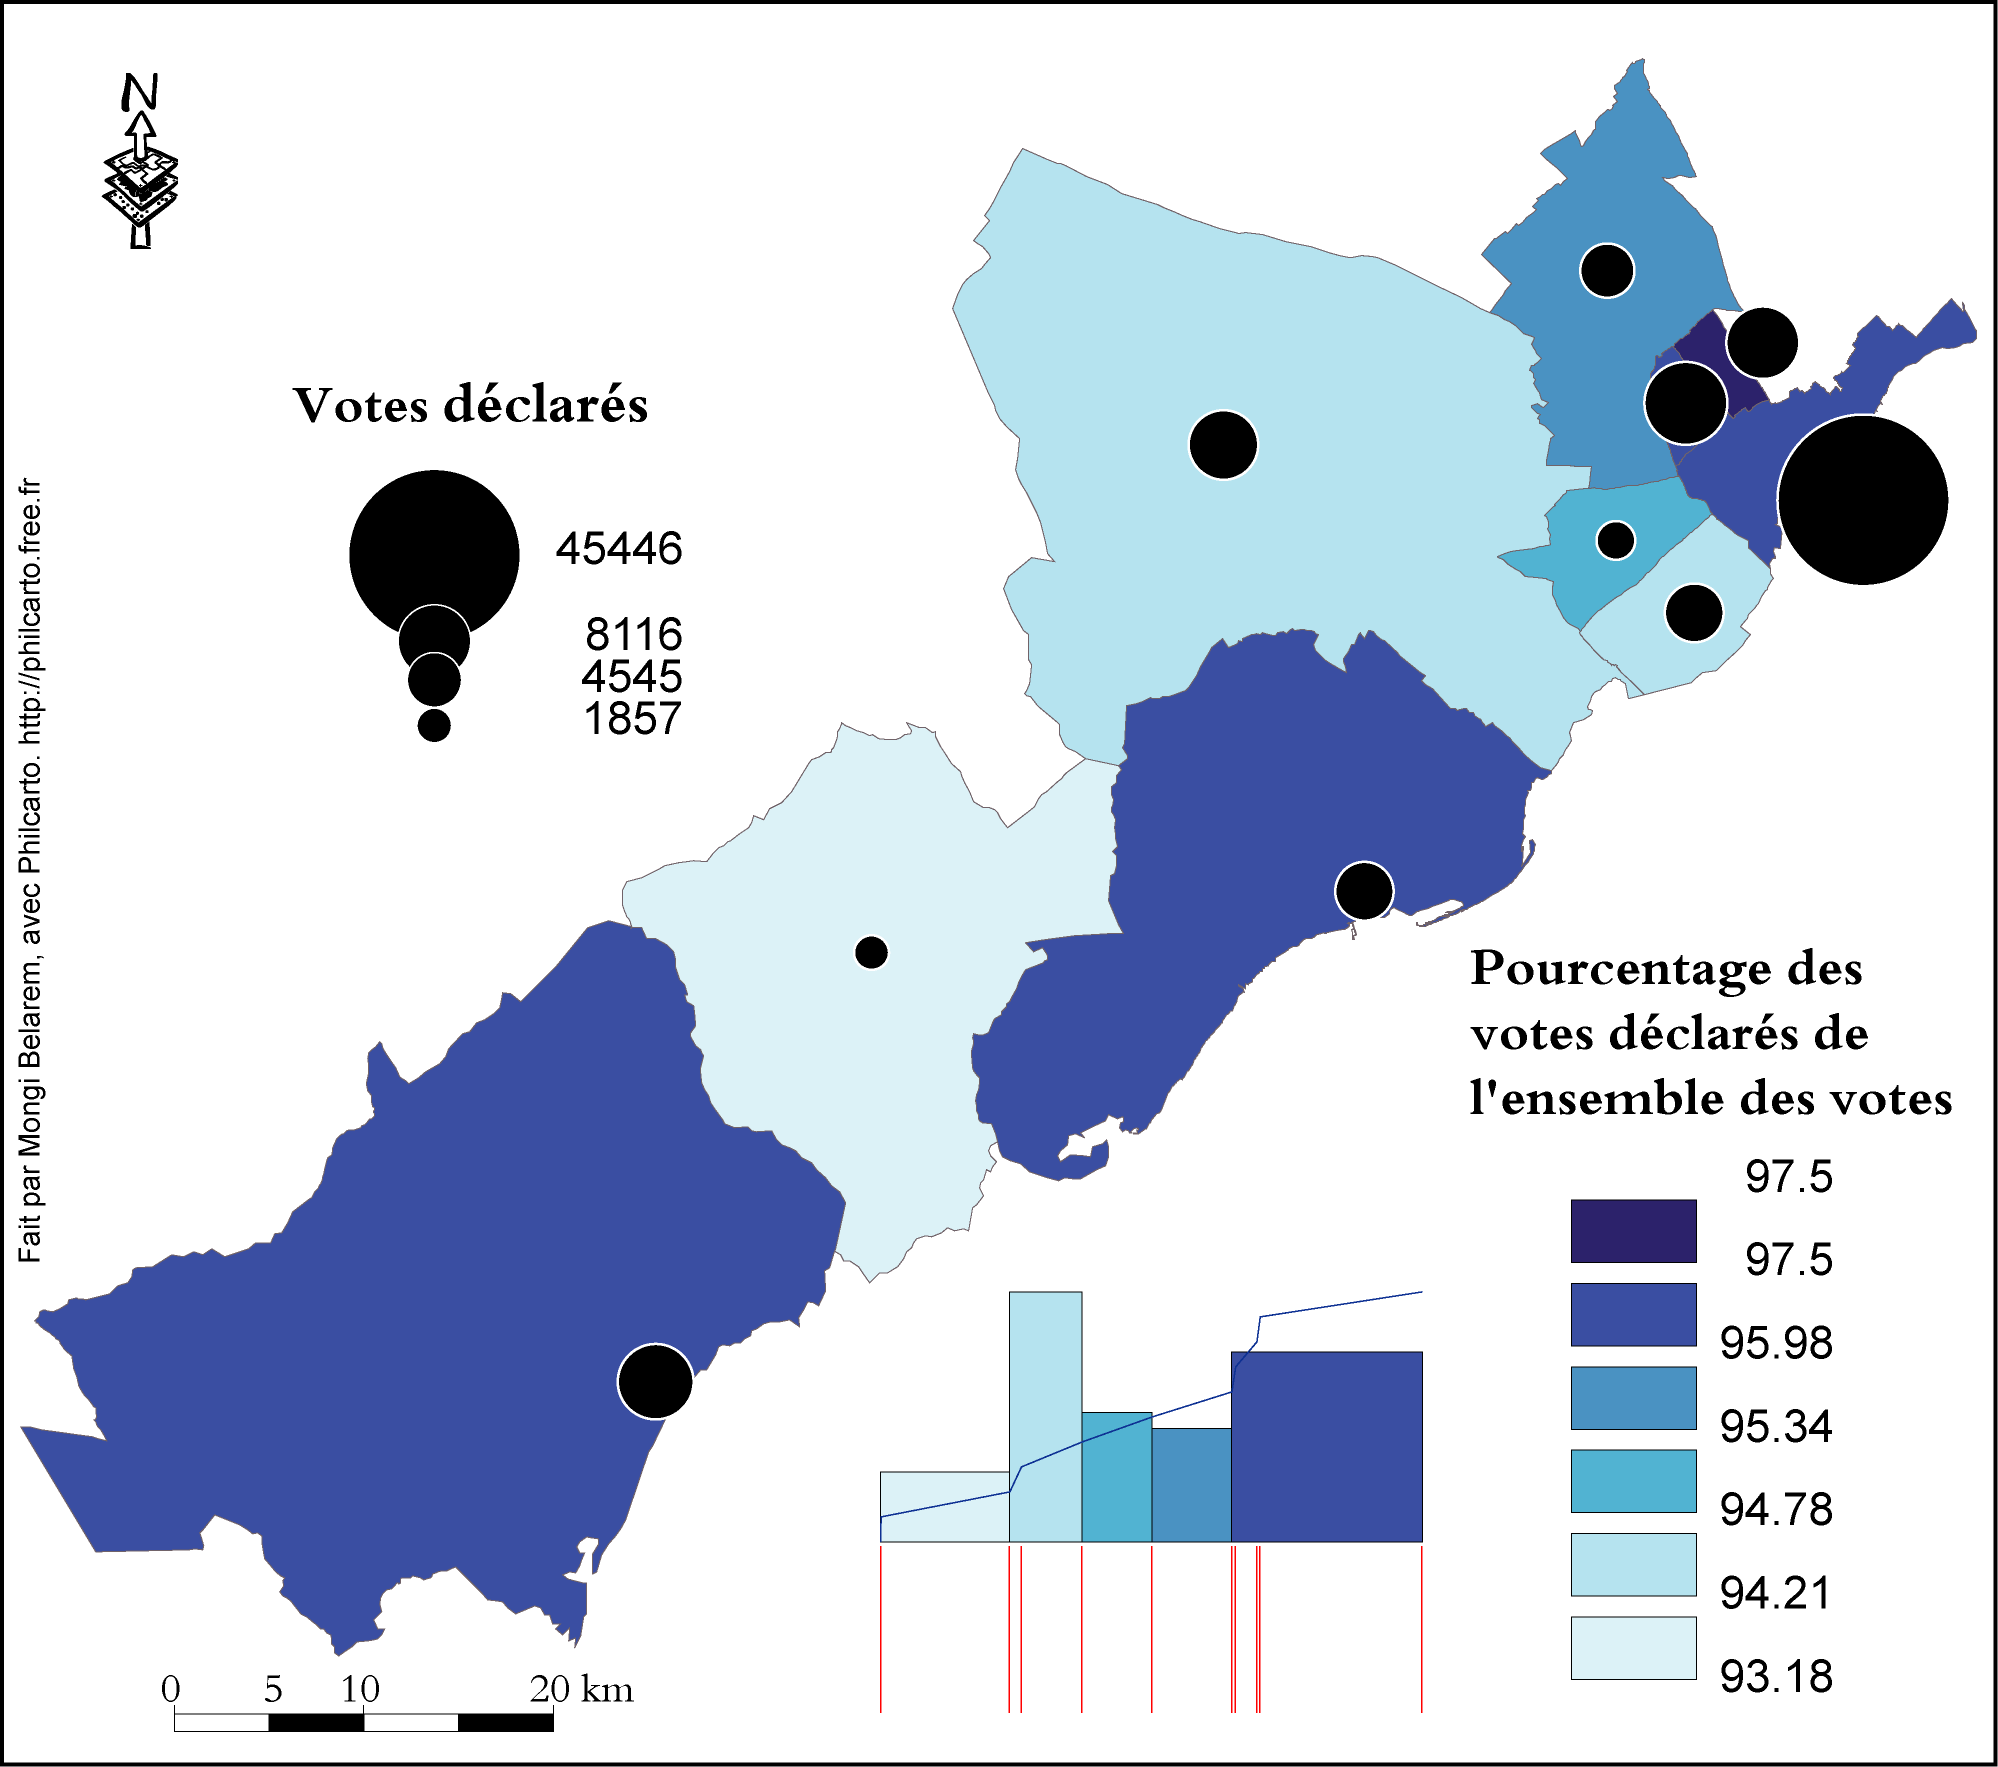 N
Votes déclarés
45446
8116
4545
1857
Fait par Mongi Belarem, avec Philcarto. http://philcarto.free.fr
Pourcentage des
votes déclarés de
l'ensemble des votes
97.5
97.5
95.98
95.34
94.78
94.21
93.18
0 5 10 20 km